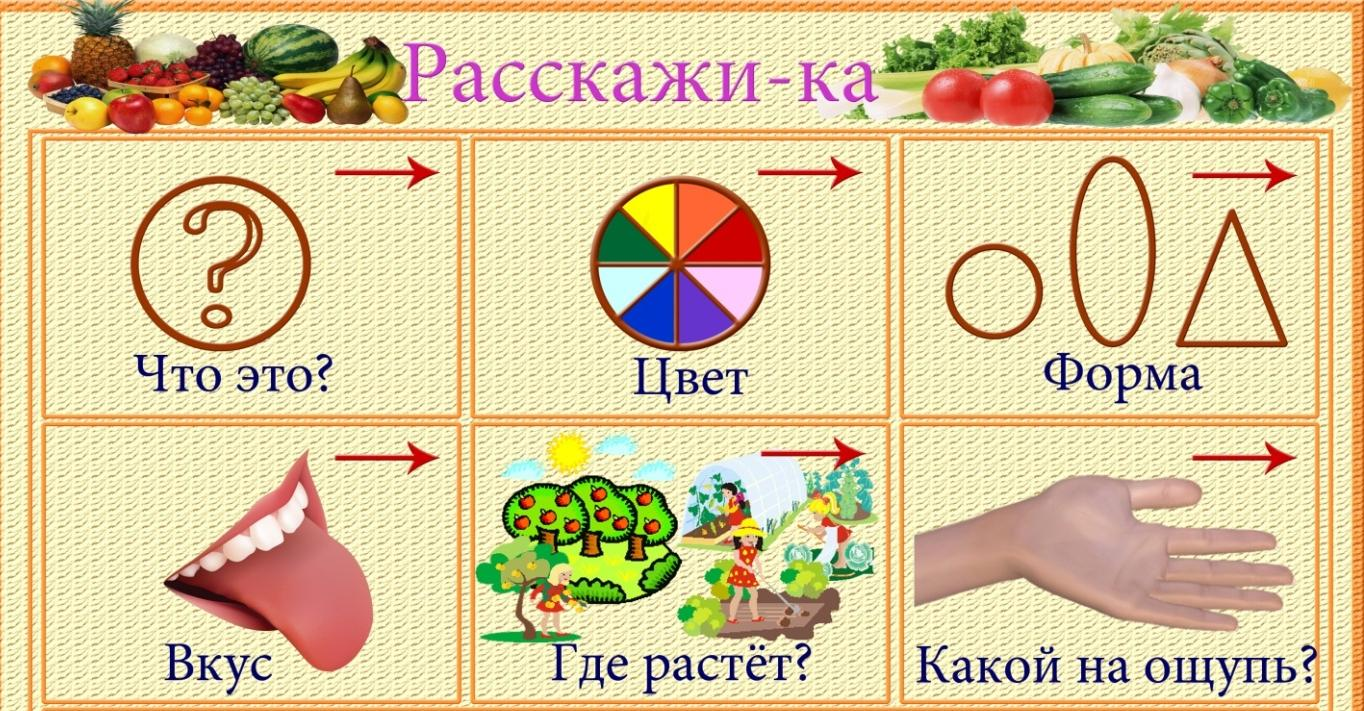 Расскажи-ка
Что это?
Цвет
Форма
Вкус
Где растёт?
Какой на ощупь?